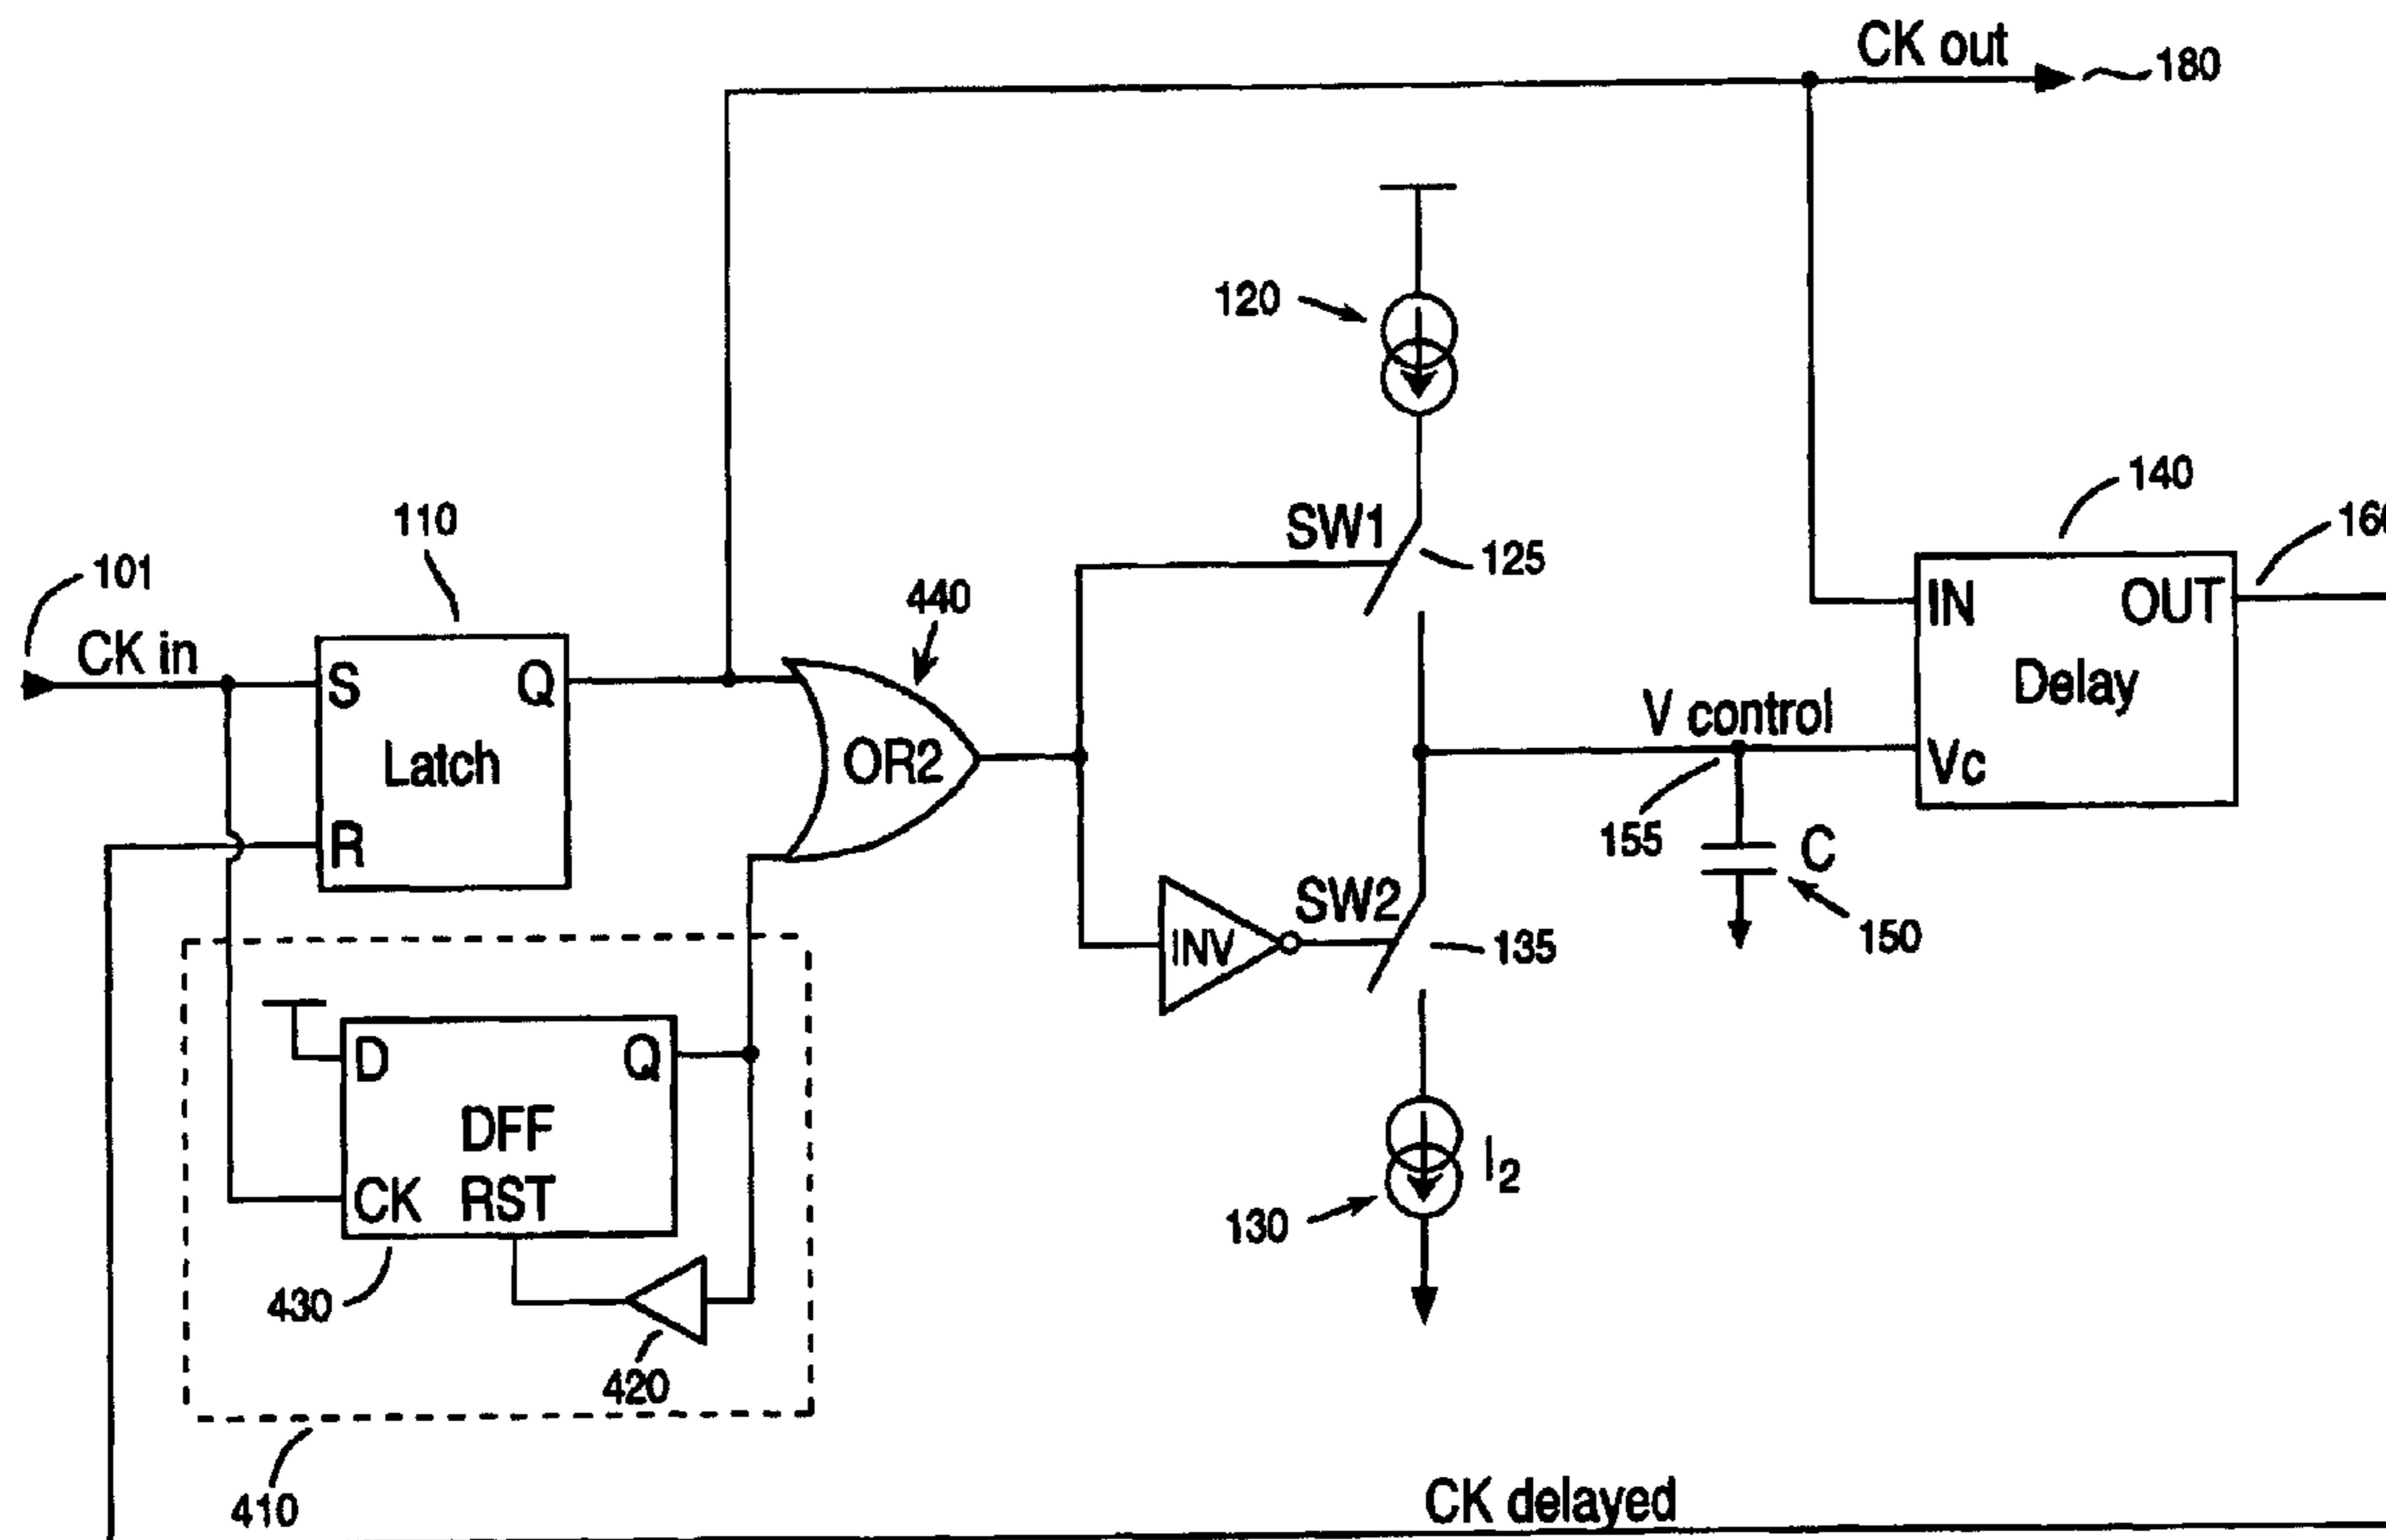 CK out
180
120
SW1
125
140
160
110
101
440
CK in
S
Q
IN
OUT
Delay
OR2
V control
Latch
Vc
R
155
C
150
SW2
INV
135
D
Q
DFF
CK
RST
I2
130
430
420
410
CK delayed